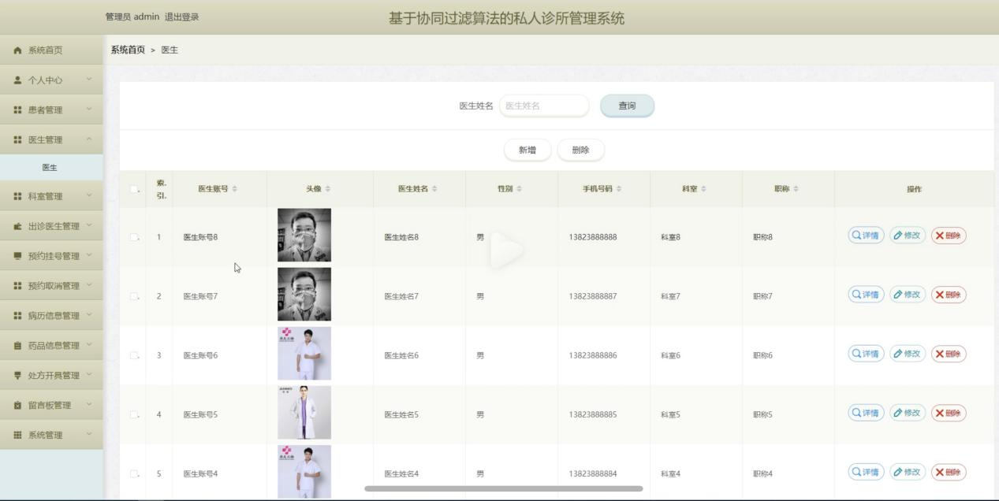 管理员 admin 退出登录
基于协同过滤算法的私人诊所管理系统
系统首页
个人中心
患者管理
医生管理
医生
科室管理
出诊医生管理
预约挂号管理
预约取消管理
病历信息管理
药品信息管理
处方开具管理
留言板管理
系统管理
系统首页 > 医生
医生姓名 医生姓名 查询
新增 删除
索引 医生账号 头像 医生姓名 性别 手机号码 科室 职称 操作
1 医生账号8 医生姓名8 男 13823888888 科室8 职称8 详情 修改 删除
2 医生账号7 医生姓名7 男 13823888887 科室7 职称7 详情 修改 删除
3 医生账号6 医生姓名6 男 13823888886 科室6 职称6 详情 修改 删除
4 医生账号5 医生姓名5 男 13823888885 科室5 职称5 详情 修改 删除
5 医生账号4 医生姓名4 男 13823888884 科室4 职称4 详情 修改 删除